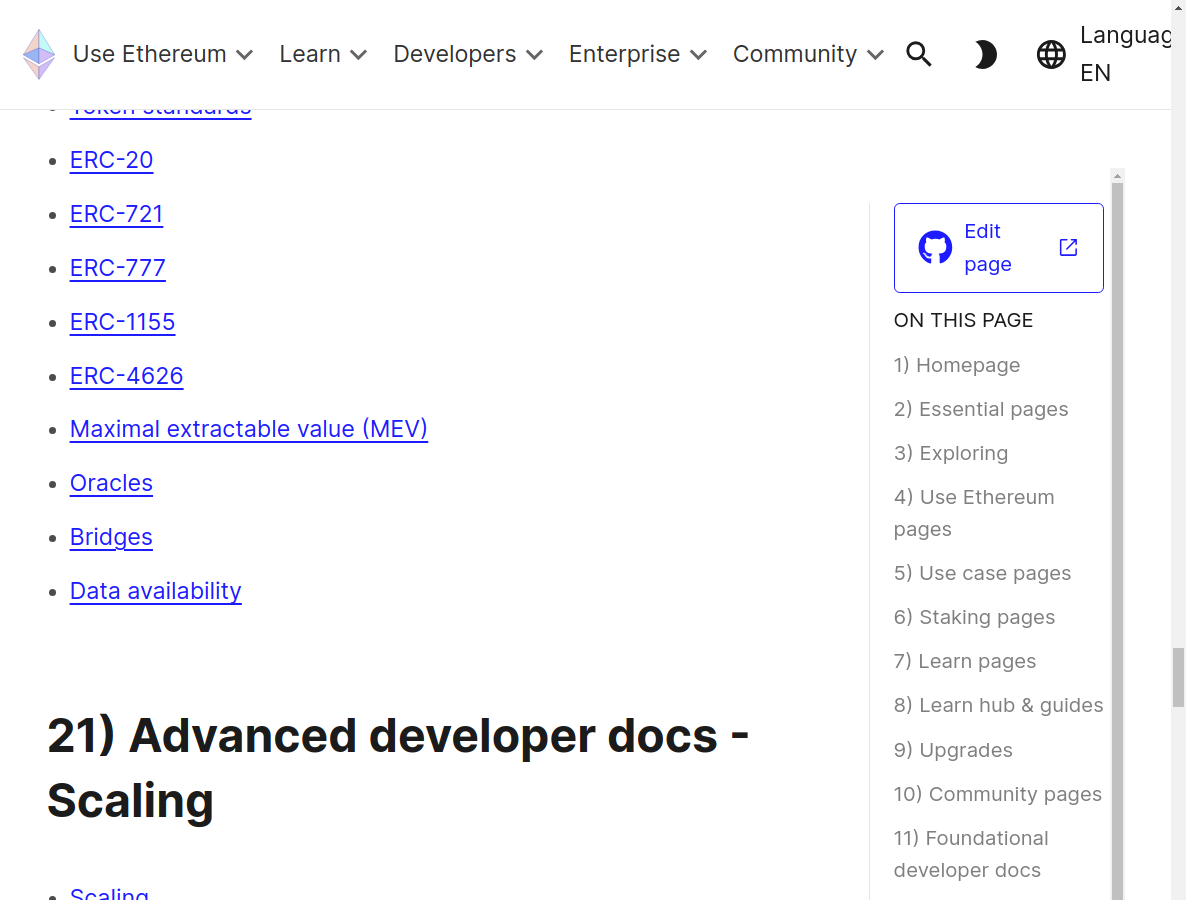 Use Ethereum
Learn
Developers
Enterprise
Community
Languag
EN
Token standards
ERC-20
ERC-721
ERC-777
ERC-1155
ERC-4626
Maximal extractable value (MEV)
Oracles
Bridges
Data availability
21) Advanced developer docs -
Scaling
Scaling
Edit
page
ON THIS PAGE
1) Homepage
2) Essential pages
3) Exploring
4) Use Ethereum
pages
5) Use case pages
6) Staking pages
7) Learn pages
8) Learn hub & guides
9) Upgrades
10) Community pages
11) Foundational
developer docs